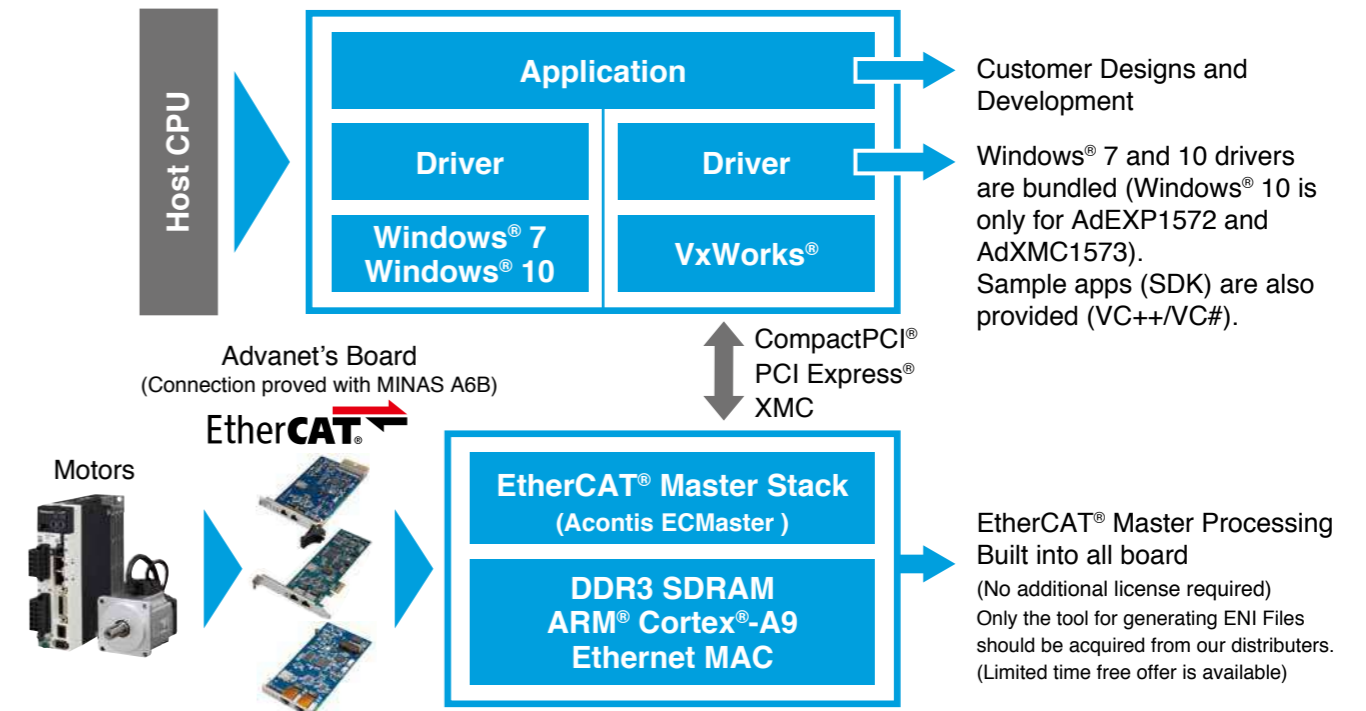 Host CPU
Application
Driver
Driver
Windows® 7
Windows® 10
VxWorks®
Customer Designs and
Development
Windows® 7 and 10 drivers
are bundled (Windows® 10 is
only for AdEXP1572 and
AdXMC1573).
Sample apps (SDK) are also
provided (VC++/VC#).
CompactPCI®
PCI Express®
XMC
Advanet's Board
(Connection proved with MINAS A6B)
EtherCAT®
Motors
EtherCAT® Master Stack
(Acontis ECMaster )
DDR3 SDRAM
ARM® Cortex®-A9
Ethernet MAC
EtherCAT® Master Processing
Built into all board
(No additional license required)
Only the tool for generating ENI Files
should be acquired from our distributers.
(Limited time free offer is available)